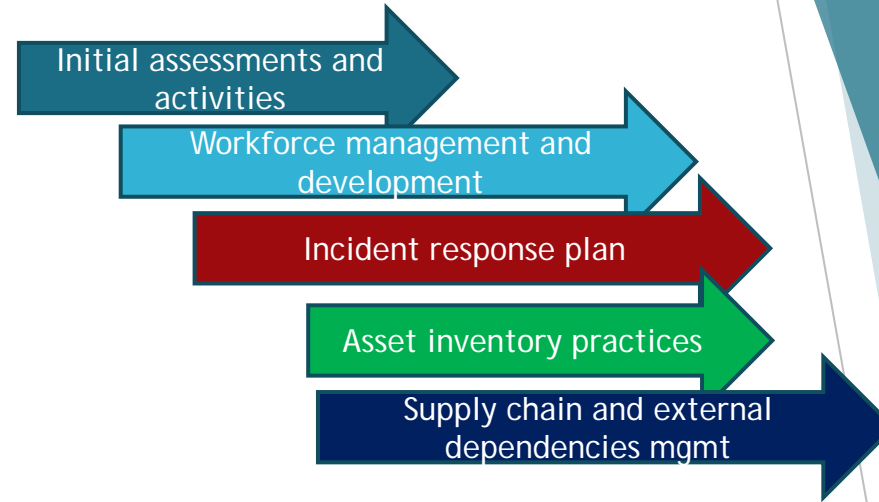 Initial assessments and
activities
Workforce management and
development
Incident response plan
Asset inventory practices
Supply chain and external
dependencies mgmt